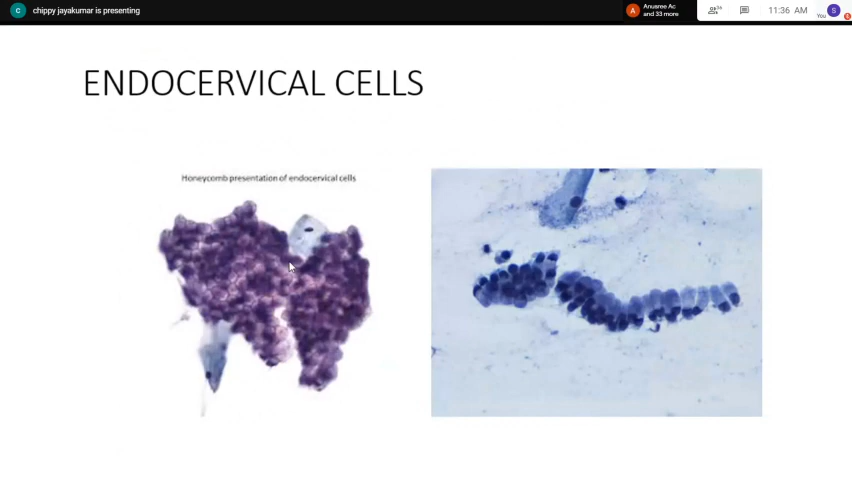 C chippy jayakumar is presenting
A Anusree Ac
and 33 more
36
11:36 AM
You S
ENDOCERVICAL CELLS
Honeycomb presentation of endocervical cells